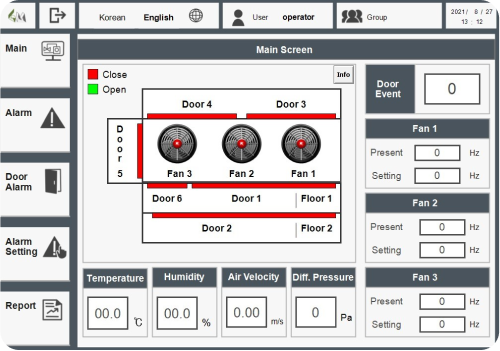 Korean English User operator Group 2021/ 8 / 27
13 : 12
Main
Alarm
Door
Alarm
Alarm
Setting
Report
Main Screen
Close
Open
Info
Door 4 Door 3
Door 5
Fan 3 Fan 2 Fan 1
Door 6 Door 1 Floor 1
Door 2 Floor 2
Door
Event
0
Fan 1
Present 0 Hz
Setting 0 Hz
Fan 2
Present 0 Hz
Setting 0 Hz
Fan 3
Present 0 Hz
Setting 0 Hz
Temperature Humidity Air Velocity Diff. Pressure
00.0 ℃ 00.0 % 0.00 m/s 0 Pa